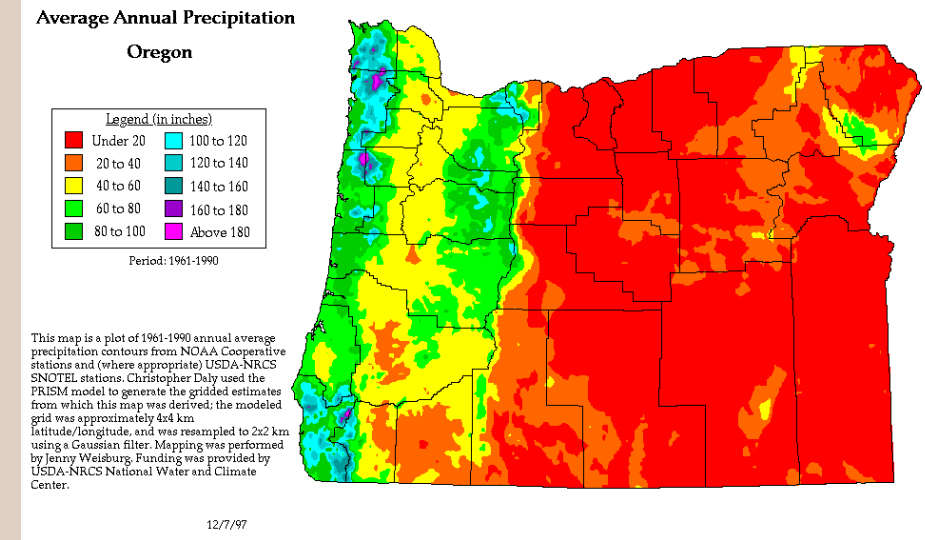 Average Annual Precipitation
Oregon
Legend (in inches)
Under 20
20 to 40
40 to 60
60 to 80
80 to 100
100 to 120
120 to 140
140 to 160
160 to 180
Above 180
Period: 1961-1990
This map is a plot of 1961-1990 annual average
precipitation contours from NOAA Cooperative
stations and (where appropriate) USDA-NRCS
SNOTEL stations. Christopher Daly used the
PRISM model to generate the gridded estimates
from which this map was derived; the modeled
grid was approximately 4x4 km
latitude/longitude, and was resampled to 2x2 km
using a Gaussian filter. Mapping was performed
by Jenny Weisburg. Funding was provided by
USDA-NRCS National Water and Climate
Center.
12/7/97